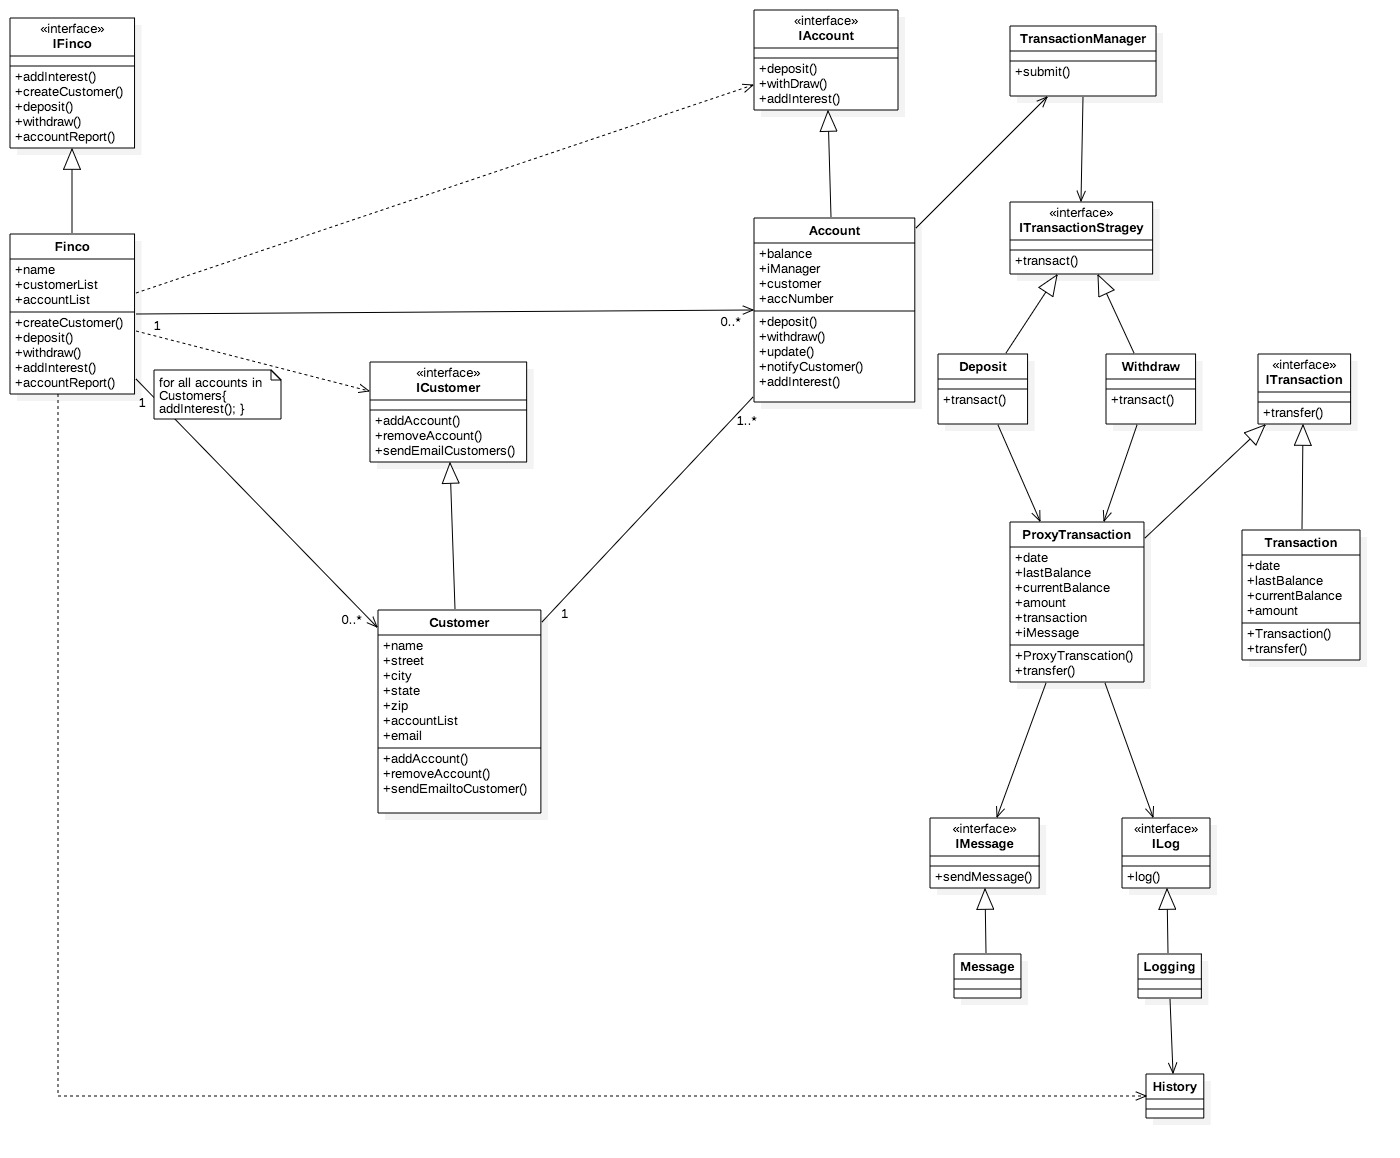 «interface»
IFinco
+addInterest()
+createCustomer()
+deposit()
+withdraw()
+accountReport()
«interface»
IAccount
+deposit()
+withDraw()
+addInterest()
TransactionManager
+submit()
«interface»
ITransactionStragey
+transact()
Finco
+name
+customerList
+accountList
+createCustomer()
+deposit()
+withdraw()
+addInterest()
+accountReport()
1
0..*
1
0..*
for all accounts in
Customers{
addInterest(); }
Account
+balance
+iManager
+customer
+accNumber
+deposit()
+withdraw()
+update()
+notifyCustomer()
+addInterest()
1..*
1
«interface»
ICustomer
+addAccount()
+removeAccount()
+sendEmailCustomers()
Deposit
+transact()
Withdraw
+transact()
«interface»
ITransaction
+transfer()
ProxyTransaction
+date
+lastBalance
+currentBalance
+amount
+transaction
+iMessage
+ProxyTranscation()
+transfer()
Transaction
+date
+lastBalance
+currentBalance
+amount
+Transaction()
+transfer()
Customer
+name
+street
+city
+state
+zip
+accountList
+email
+addAccount()
+removeAccount()
+sendEmailtoCustomer()
«interface»
IMessage
+sendMessage()
«interface»
ILog
+log()
Message
Logging
History